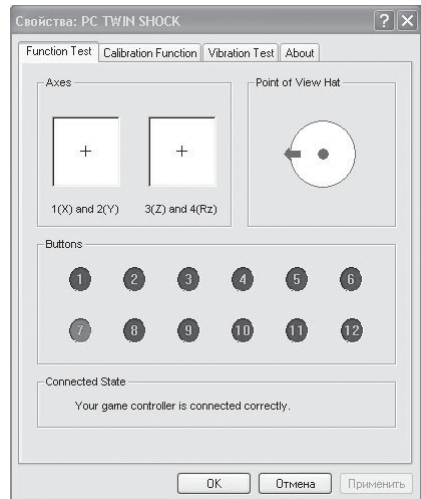 Свойства: PC TWIN SHOCK
Function Test Calibration Function Vibration Test About
Axes
Point of View Hat
1(X) and 2(Y) 3(Z) and 4(Rz)
Buttons
1 2 3 4 5 6
7 8 9 10 11 12
Connected State
Your game controller is connected correctly.
OK Отмена Применить